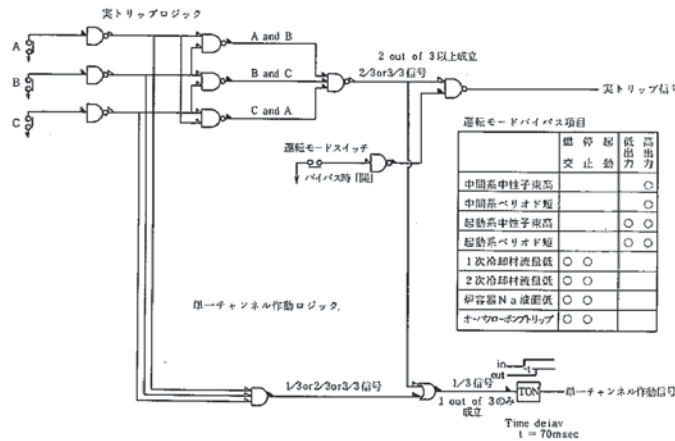 実トリップロジック
A
A and B
B
B and C
C
C and A
2 out of 3以上成立
2/3or3/3信号
実トリップ信号
運転モードスイッチ
バイパス時「開」
運転モードバイパス項目
燃交 停止 起動 低出力 高出力
中間系中性子束高 ○
中間系ペリオド短 ○
起動系中性子束高 ○ ○
起動系ペリオド短 ○ ○
1次冷却材流量低 ○ ○
2次冷却材流量低 ○ ○
炉容器Na液面低 ○ ○
オーバフローポンプトリップ ○ ○
単一チャンネル作動ロジック
1/3or2/3or3/3信号
1/3信号
1 out of 3のみ
成立
in
t
out
TON
単一チャンネル作動信号
Time delay
t = 70msec